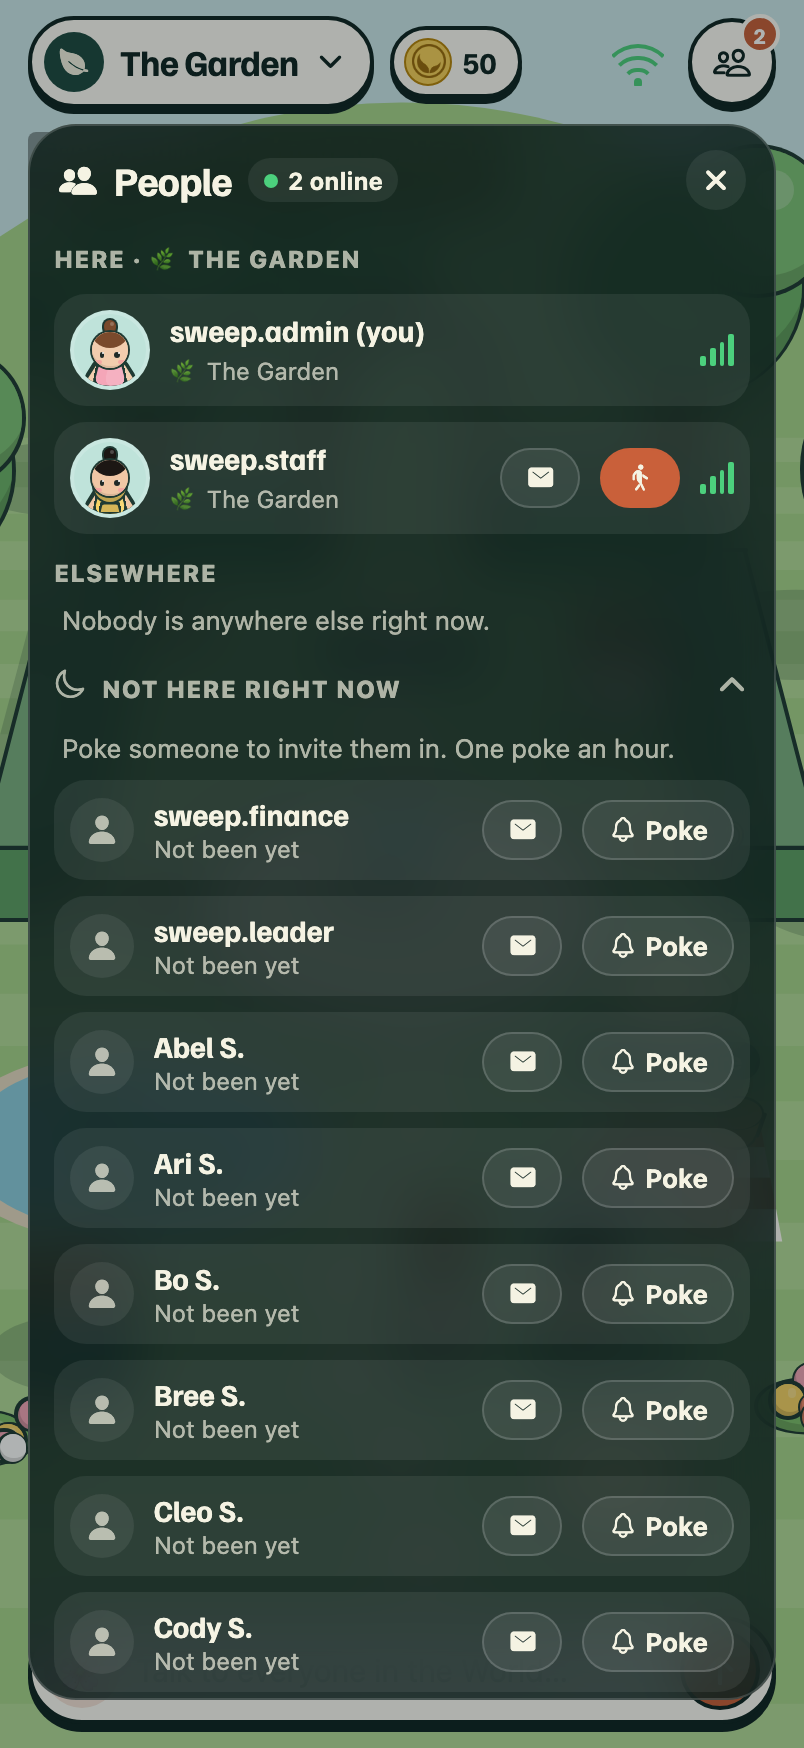 The Garden
50
2
People
2 online
HERE · THE GARDEN
sweep.admin (you)
The Garden
sweep.staff
The Garden
ELSEWHERE
Nobody is anywhere else right now.
NOT HERE RIGHT NOW
Poke someone to invite them in. One poke an hour.
sweep.finance
Not been yet
Poke
sweep.leader
Not been yet
Poke
Abel S.
Not been yet
Poke
Ari S.
Not been yet
Poke
Bo S.
Not been yet
Poke
Bree S.
Not been yet
Poke
Cleo S.
Not been yet
Poke
Cody S.
Not been yet
Poke